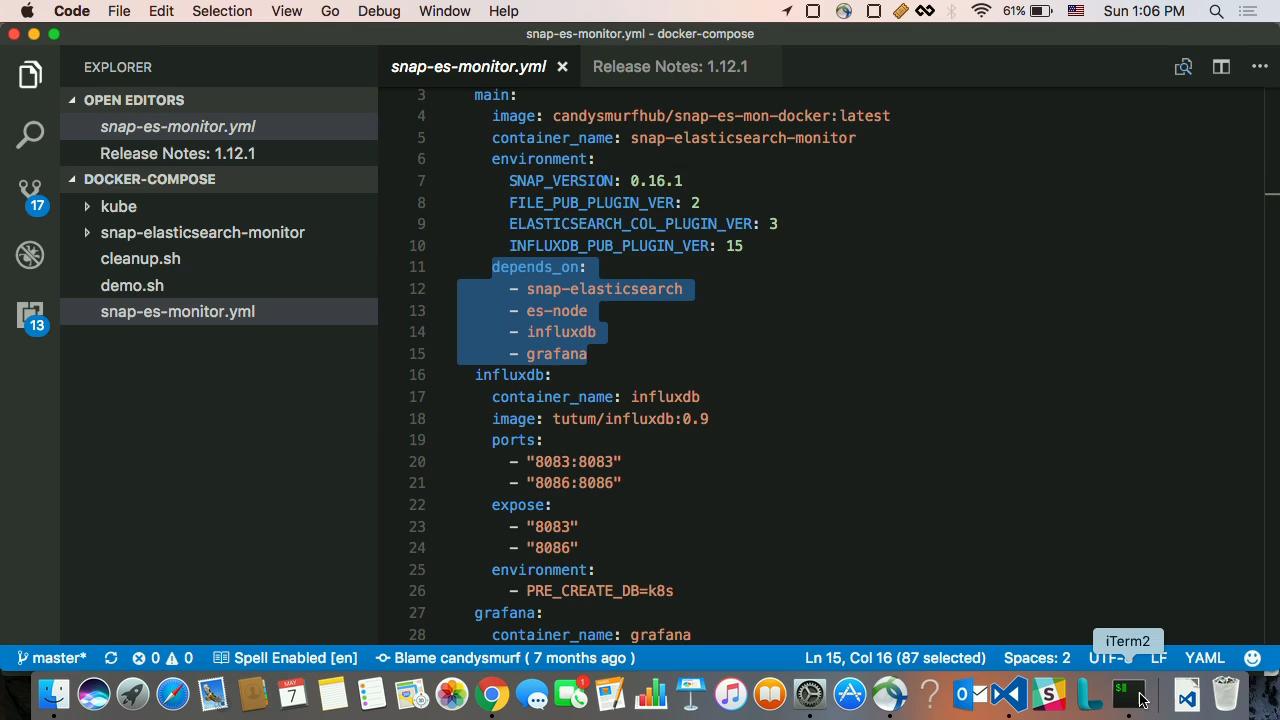 Code File Edit Selection View Go Debug Window Help 61% Sun 1:06 PM
snap-es-monitor.yml - docker-compose
EXPLORER
OPEN EDITORS
snap-es-monitor.yml
Release Notes: 1.12.1
DOCKER-COMPOSE
kube
snap-elasticsearch-monitor
cleanup.sh
demo.sh
snap-es-monitor.yml
17
13
snap-es-monitor.yml Release Notes: 1.12.1
3 main:
4 image: candysmurfhub/snap-es-mon-docker:latest
5 container_name: snap-elasticsearch-monitor
6 environment:
7 SNAP_VERSION: 0.16.1
8 FILE_PUB_PLUGIN_VER: 2
9 ELASTICSEARCH_COL_PLUGIN_VER: 3
10 INFLUXDB_PUB_PLUGIN_VER: 15
11 depends_on:
12 - snap-elasticsearch
13 - es-node
14 - influxdb
15 - grafana
16 influxdb:
17 container_name: influxdb
18 image: tutum/influxdb:0.9
19 ports:
20 - "8083:8083"
21 - "8086:8086"
22 expose:
23 - "8083"
24 - "8086"
25 environment:
26 - PRE_CREATE_DB=k8s
27 grafana:
28 container_name: grafana
iTerm2
master* 0 0 Spell Enabled [en] Blame candysmurf ( 7 months ago ) Ln 15, Col 16 (87 selected) Spaces: 2 UTF-8 LF YAML
MAY
7
1
$